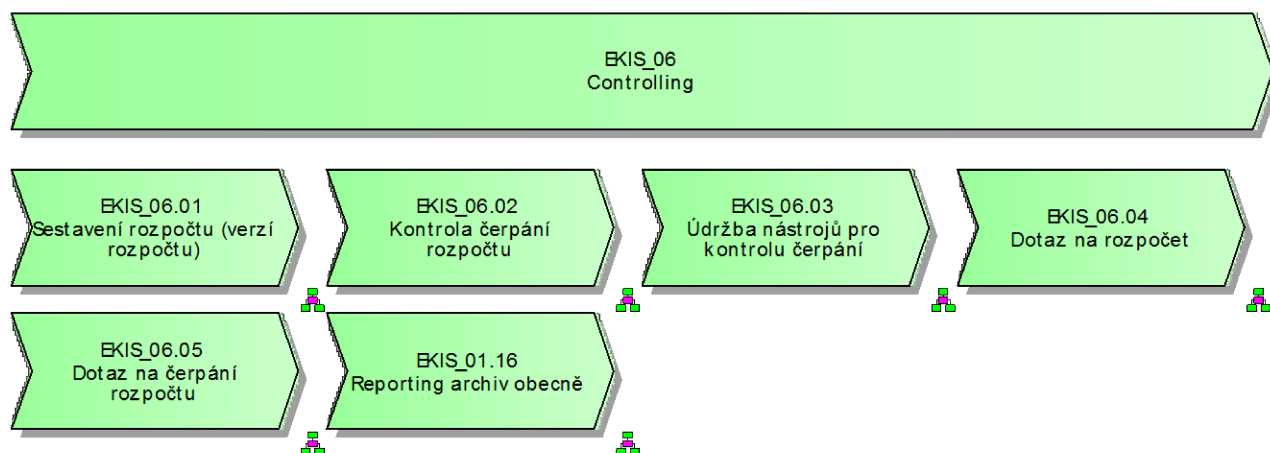 EKIS_06
Controlling
EKIS_06.01
Sestavení rozpočtu (verzí
rozpočtu)
EKIS_06.02
Kontrola čerpání
rozpočtu
EKIS_06.03
Údržba nástrojů pro
kontrolu čerpání
EKIS_06.04
Dotaz na rozpočet
EKIS_06.05
Dotaz na čerpání
rozpočtu
EKIS_01.16
Reporting archiv obecně